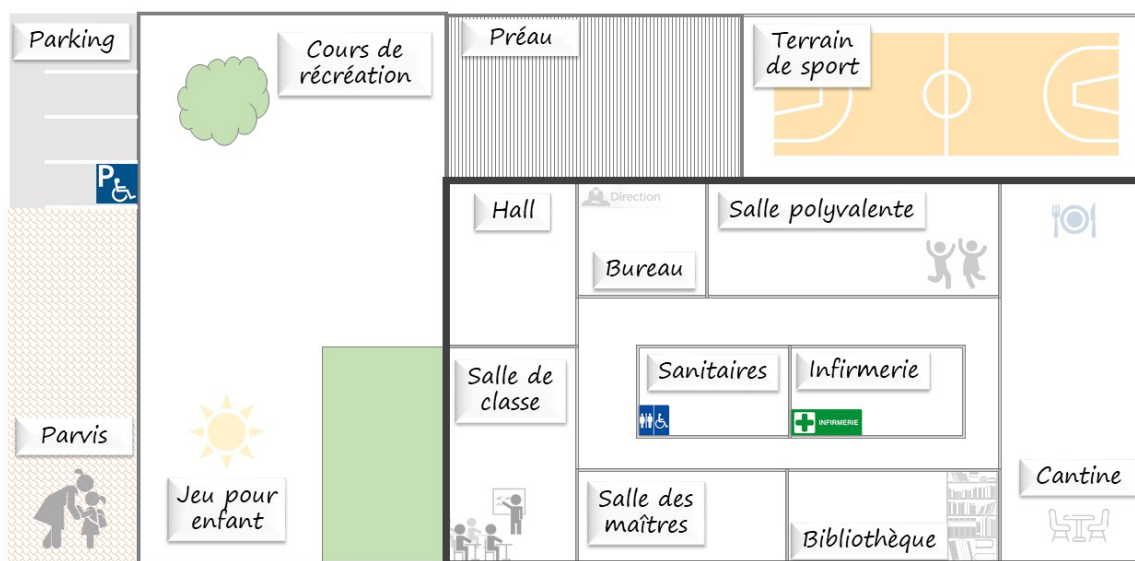 Parking
Cours de
récréation
Préau
Terrain
de sport
P
Hall
Direction
Salle polyvalente
Bureau
Salle de
classe
Sanitaires
Infirmerie
INFIRMERIE
Parvis
Jeu pour
enfant
Salle des
maîtres
Bibliothèque
Cantine